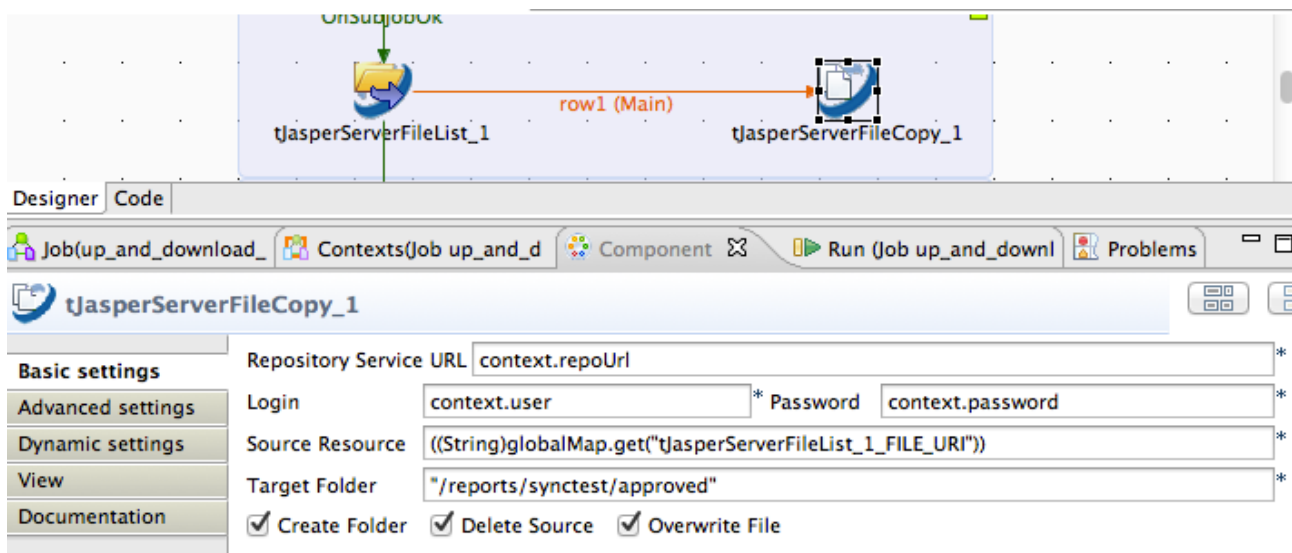 OnSubjobOk
row1 (Main)
tJasperServerFileList_1
tJasperServerFileCopy_1
Designer Code
Job(up_and_download_ Contexts(Job up_and_d Component Run (Job up_and_downl Problems
tJasperServerFileCopy_1
Basic settings
Advanced settings
Dynamic settings
View
Documentation
Repository Service URL context.repoUrl *
Login context.user * Password context.password *
Source Resource ((String)globalMap.get("tJasperServerFileList_1_FILE_URI")) *
Target Folder "/reports/synctest/approved" *
Create Folder Delete Source Overwrite File